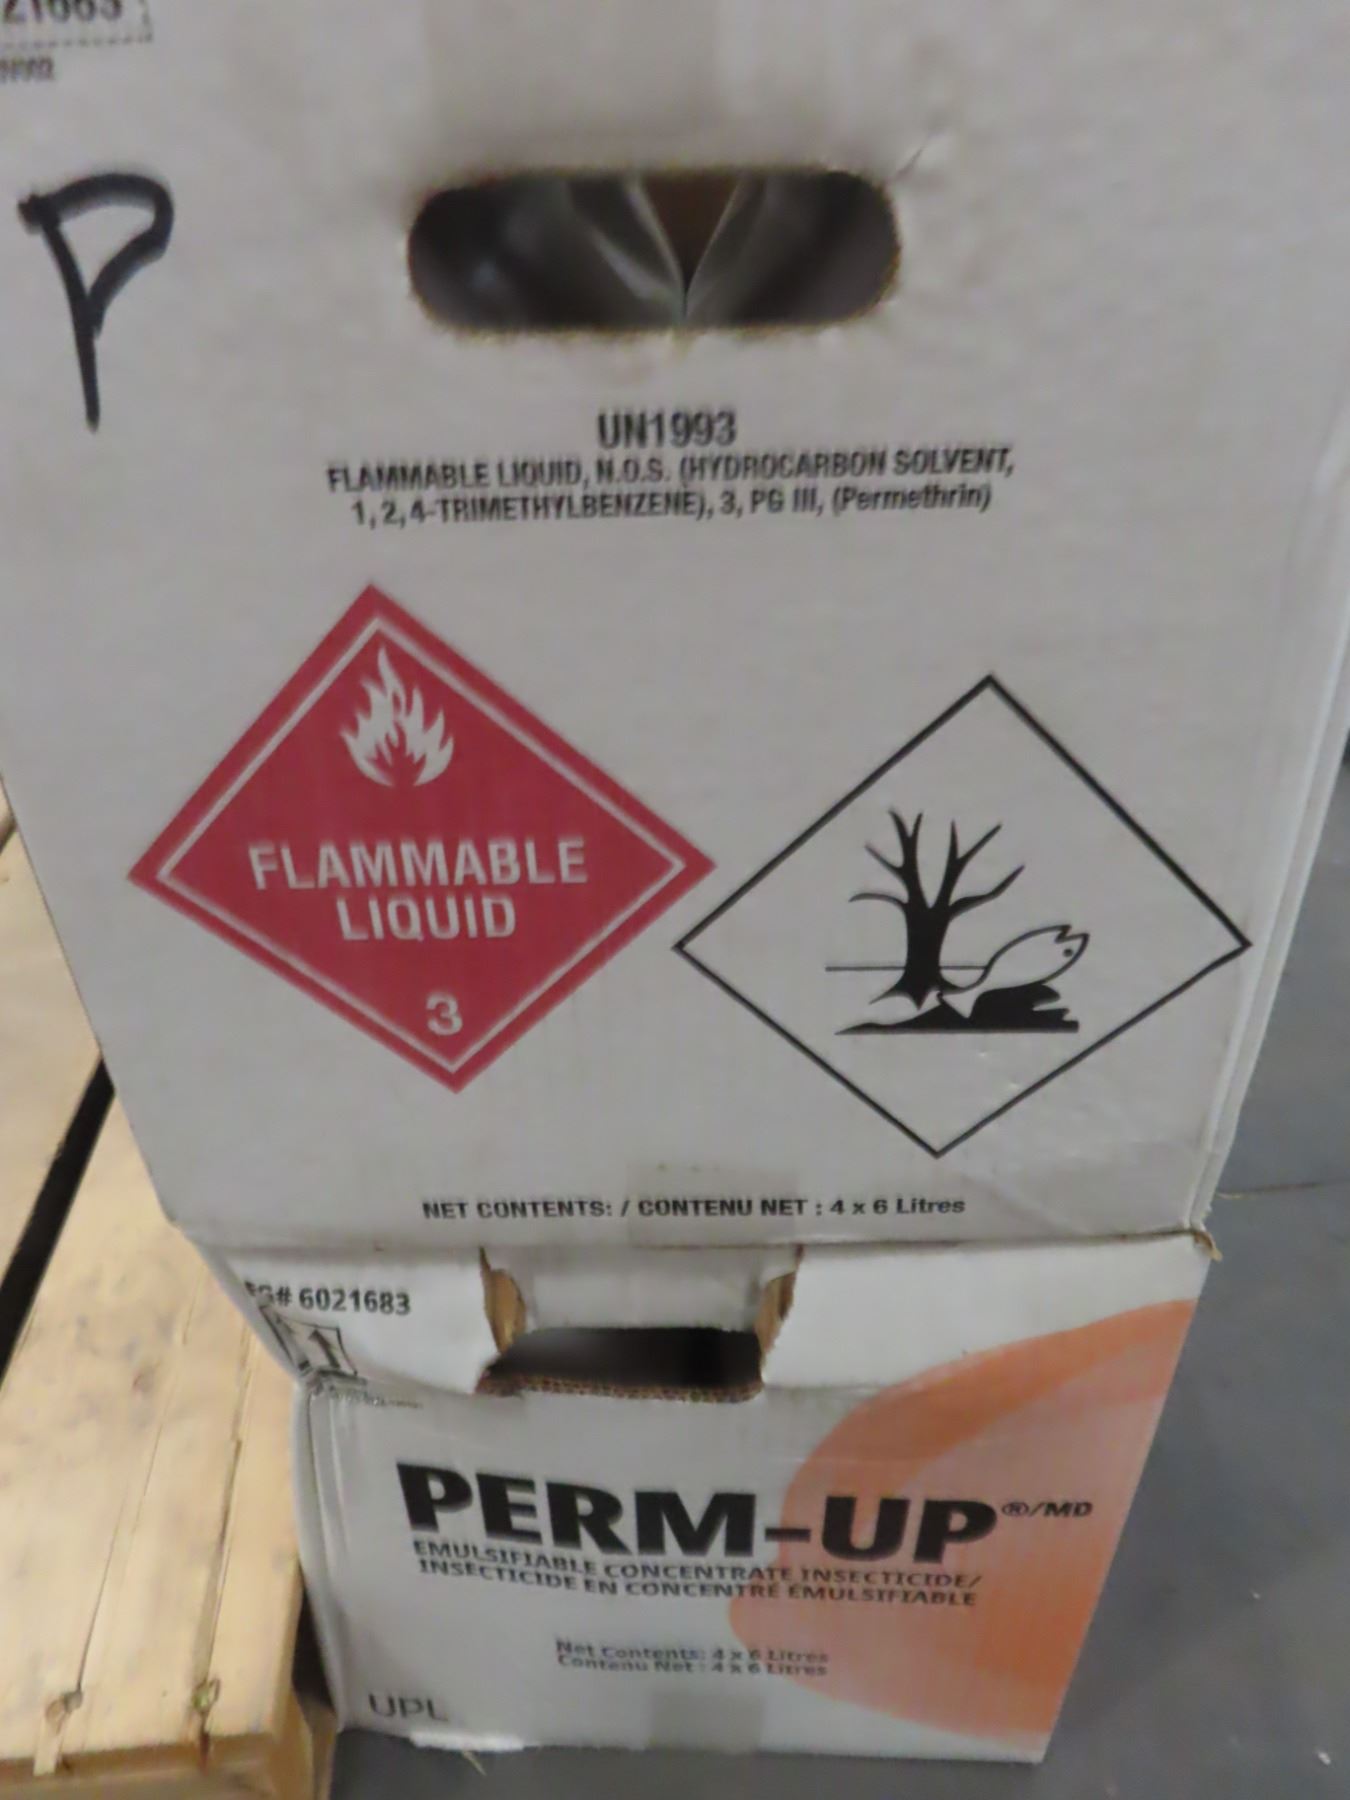 P
UN1993
FLAMMABLE LIQUID, N.O.S. (HYDROCARBON SOLVENT,
1, 2, 4-TRIMETHYLBENZENE), 3, PG III, (Permethrin)
FLAMMABLE
LIQUID
3
NET CONTENTS: / CONTENU NET : 4 x 6 Litres
# 6021683
PERM-UP®/MD
EMULSIFIABLE CONCENTRATE INSECTICIDE/
INSECTICIDE EN CONCENTRÉ ÉMULSIFIABLE
Net Contents: 4 x 6 Litres
Contenu Net : 4 x 6 Litres
UPL